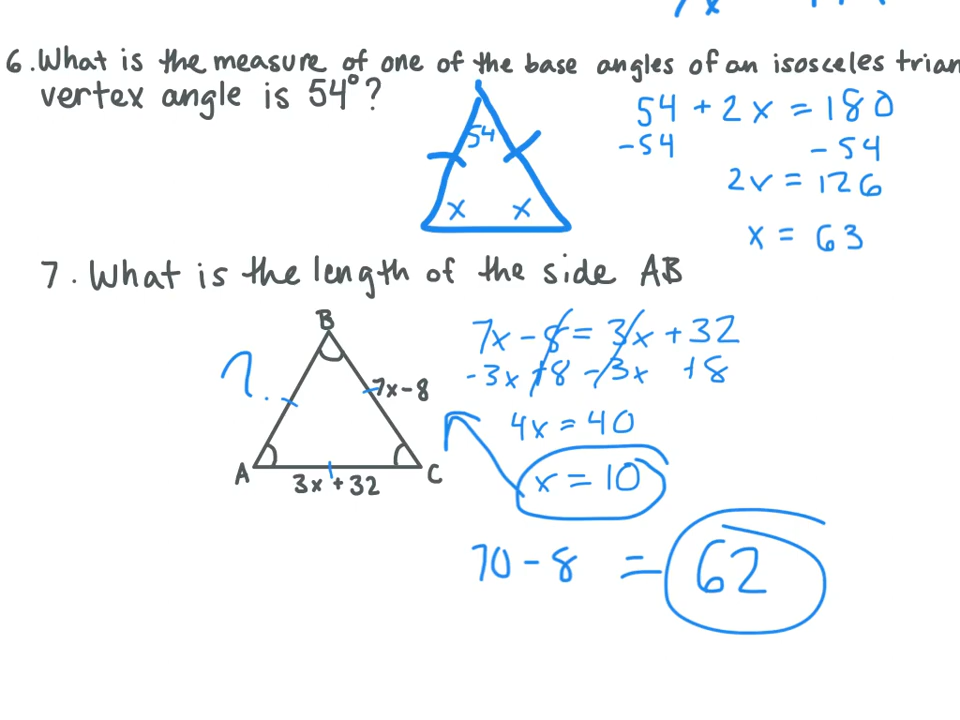 6. What is the measure of one of the base angles of an isosceles
vertex angle is 54°?
54
x x
54 + 2x = 180
-54 -54
2x = 126
x = 63
7. What is the length of the side AB
B
?
7x-8
A
3x+32
C
7x - 8 = 3x + 32
-3x +8 -3x +8
4x = 40
x = 10
70 - 8 = 62